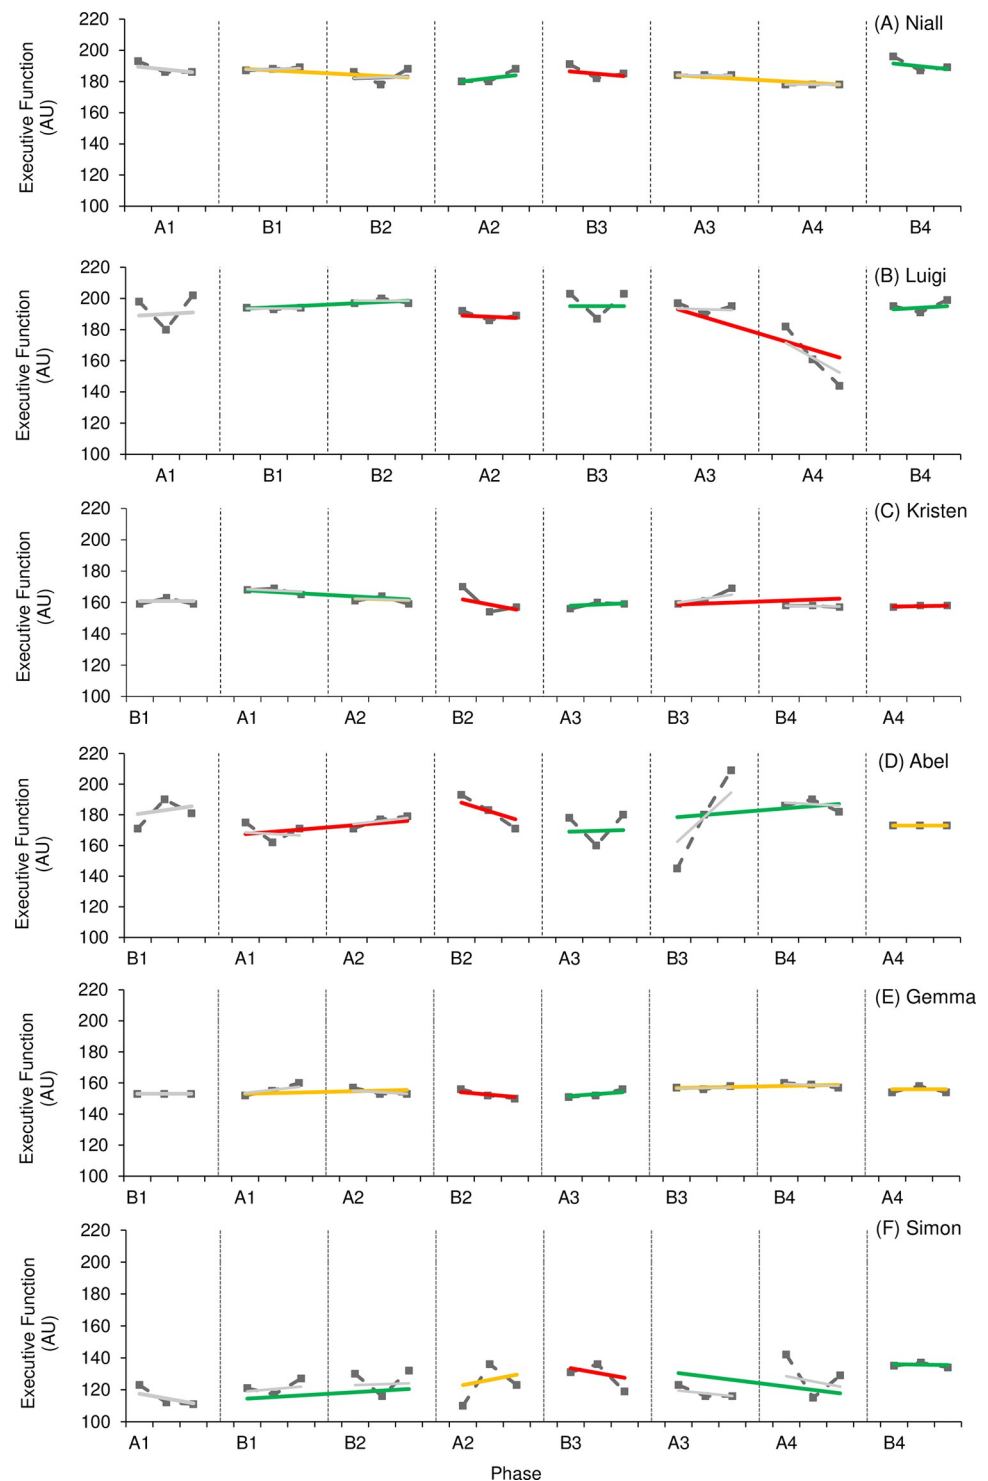 (A) Niall
220
200
180
160
140
120
100
Executive Function
(AU)
A1 B1 B2 A2 B3 A3 A4 B4
(B) Luigi
220
200
180
160
140
120
100
Executive Function
(AU)
A1 B1 B2 A2 B3 A3 A4 B4
(C) Kristen
220
200
180
160
140
120
100
Executive Function
(AU)
B1 A1 A2 B2 A3 B3 B4 A4
(D) Abel
220
200
180
160
140
120
100
Executive Function
(AU)
B1 A1 A2 B2 A3 B3 B4 A4
(E) Gemma
220
200
180
160
140
120
100
Executive Function
(AU)
B1 A1 A2 B2 A3 B3 B4 A4
(F) Simon
220
200
180
160
140
120
100
Executive Function
(AU)
A1 B1 B2 A2 B3 A3 A4 B4
Phase